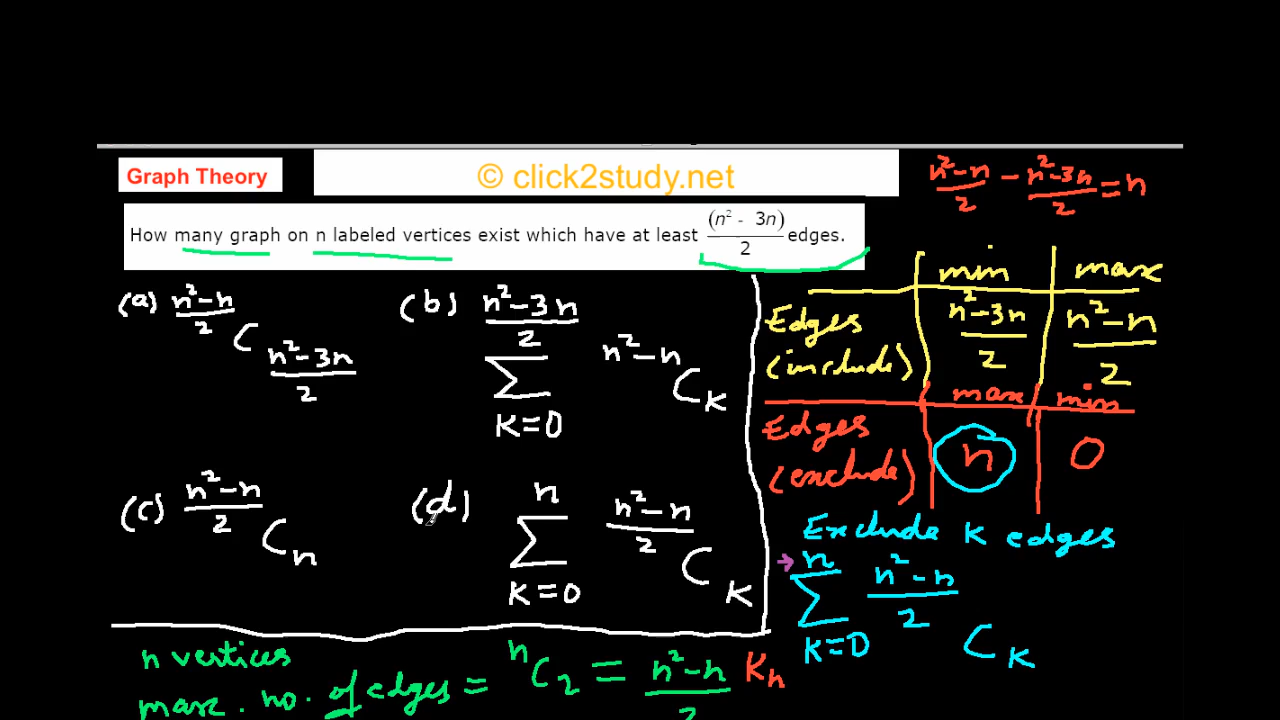 Graph Theory
© click2study.net
How many graph on n labeled vertices exist which have at least (n² - 3n)/2 edges.
(n²-n)/2 - (n²-3n)/2 = n
(a) (n²-n)/2 C (n²-3n)/2
(b) (n²-3n)/2 Σ K=0 n²-n C K
(c) (n²-n)/2 C n
(d) n Σ K=0 (n²-n)/2 C K
min max
Edges (include) (n²-3n)/2 (n²-n)/2
max min
Edges (exclude) n 0
Exclude K edges
n Σ K=0 (n²-n)/2 C K
n vertices
max. no. of edges = nC2 = (n²-n)/2 Kn